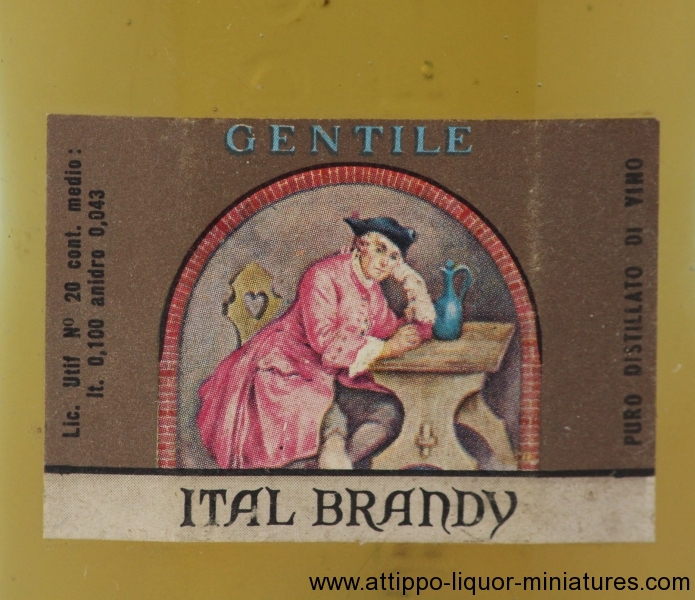 GENTILE
Lic. Utif Nº 20 cont. medio:
lt. 0,100 anidro 0,043
PURO DISTILLATO DI VINO
ITAL BRANDY
www.attippo-liquor-miniatures.com